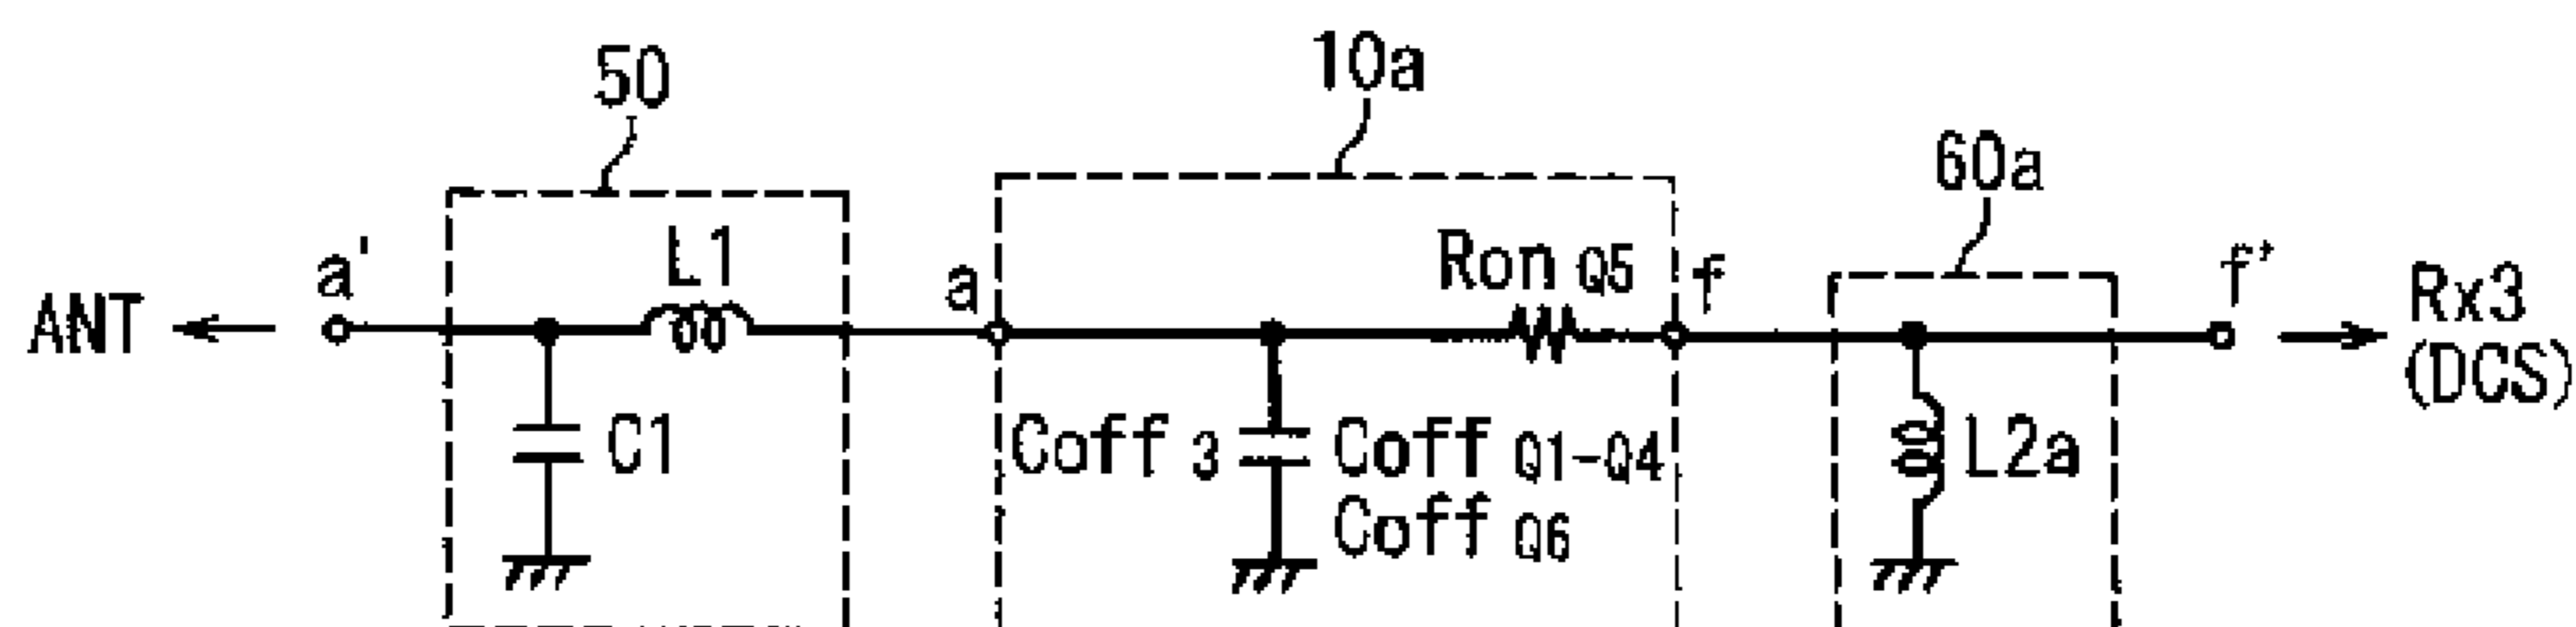 50
10a
60a
ANT
a'
L1
a
Ron Q5
f
f'
Rx3
(DCS)
C1
Coff 3
Coff Q1-Q4
Coff Q6
L2a